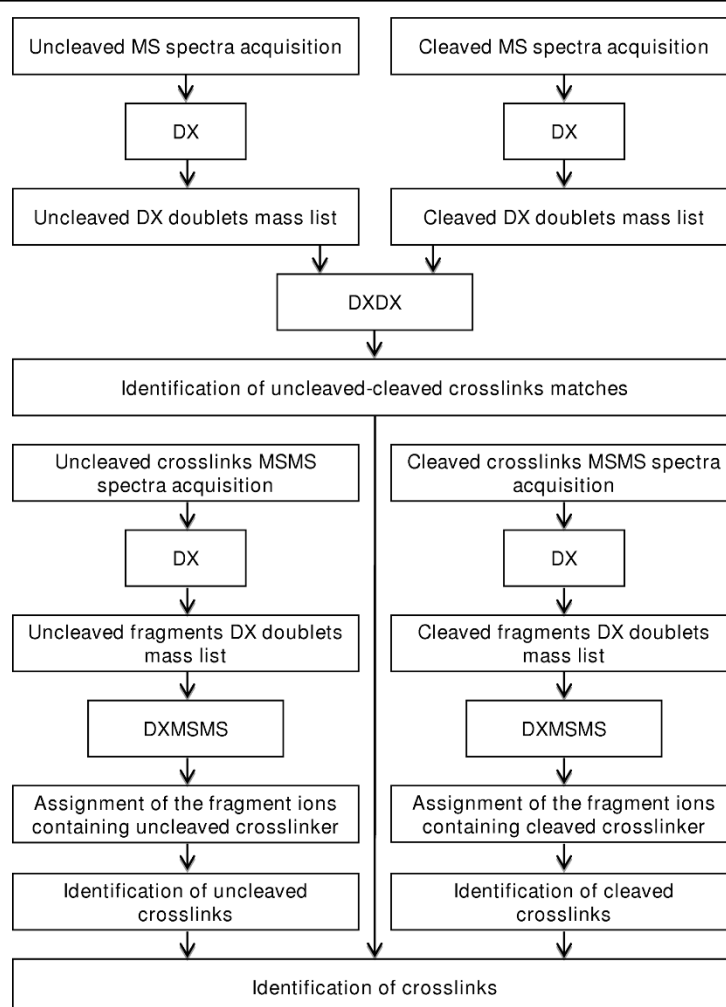 Uncleaved MS spectra acquisition
Cleaved MS spectra acquisition
DX
DX
Uncleaved DX doublets mass list
Cleaved DX doublets mass list
DXDX
Identification of uncleaved-cleaved crosslinks matches
Uncleaved crosslinks MSMS
spectra acquisition
Cleaved crosslinks MSMS spectra
acquisition
DX
DX
Uncleaved fragments DX doublets
mass list
Cleaved fragments DX doublets
mass list
DXMSMS
DXMSMS
Assignment of the fragment ions
containing uncleaved crosslinker
Assignment of the fragment ions
containing cleaved crosslinker
Identification of uncleaved
crosslinks
Identification of cleaved
crosslinks
Identification of crosslinks